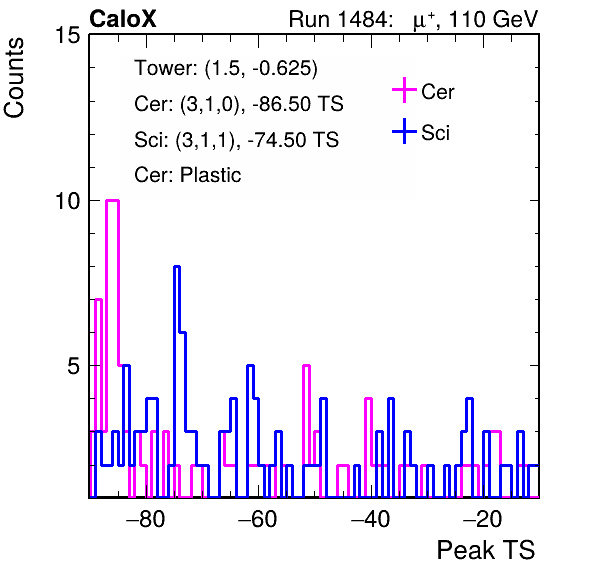 CaloX Run 1484: μ⁺, 110 GeV
Counts
15
10
5
Tower: (1.5, -0.625)
Cer: (3,1,0), -86.50 TS
Sci: (3,1,1), -74.50 TS
Cer: Plastic
Cer
Sci
−80 −60 −40 −20
Peak TS